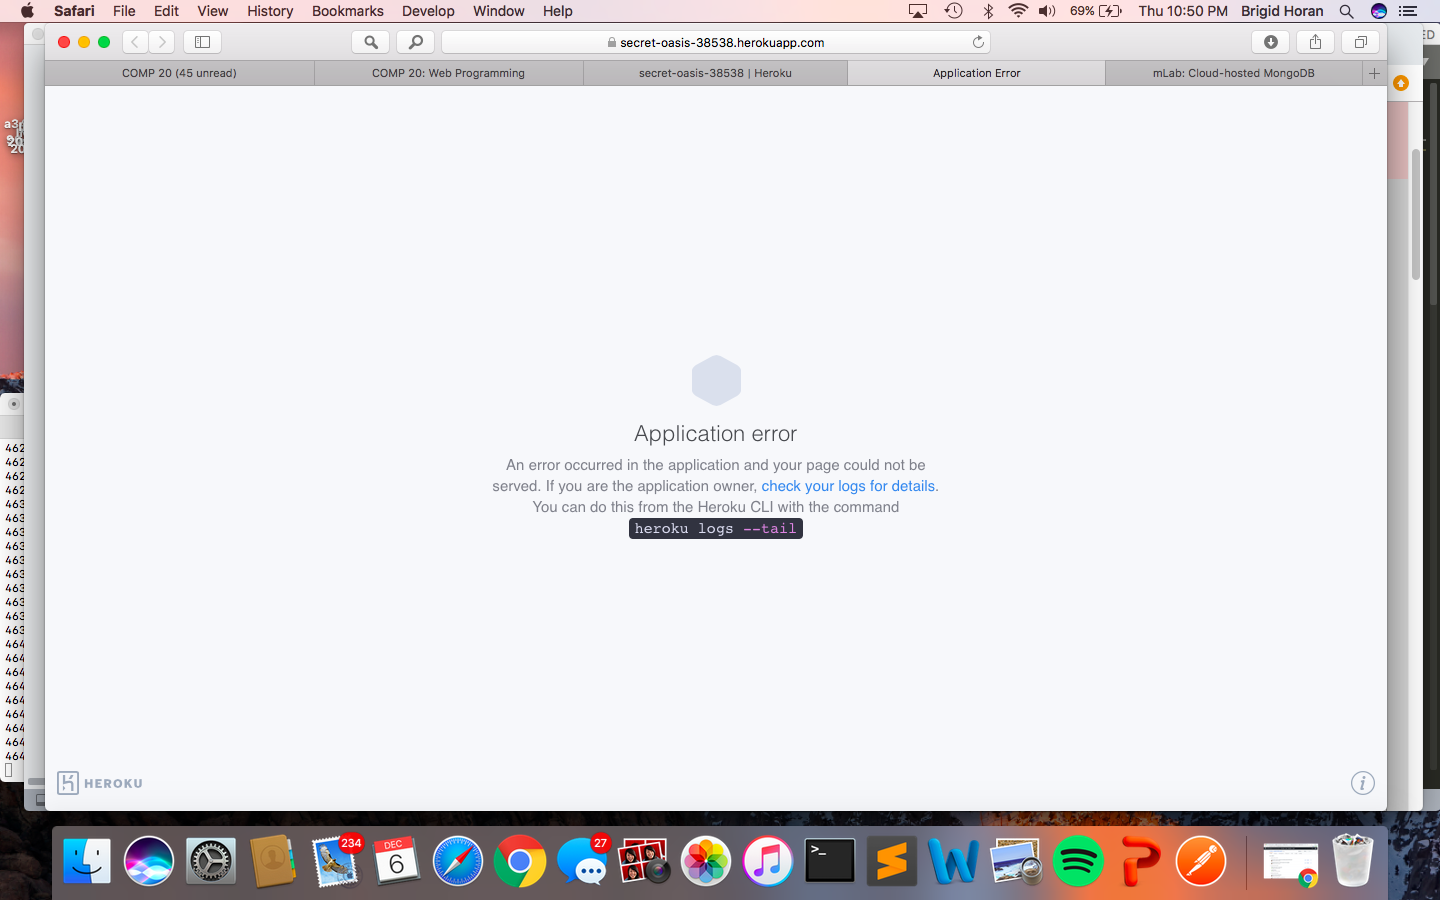 Safari File Edit View History Bookmarks Develop Window Help 69% Thu 10:50 PM Brigid Horan
secret-oasis-38538.herokuapp.com
COMP 20 (45 unread) COMP 20: Web Programming secret-oasis-38538 | Heroku Application Error mLab: Cloud-hosted MongoDB
Application error
An error occurred in the application and your page could not be
served. If you are the application owner, check your logs for details.
You can do this from the Heroku CLI with the command
heroku logs --tail
462
462
462
462
463
463
463
463
463
463
463
463
463
463
464
464
464
464
464
464
464
464
464
HEROKU
234
DEC
6
27